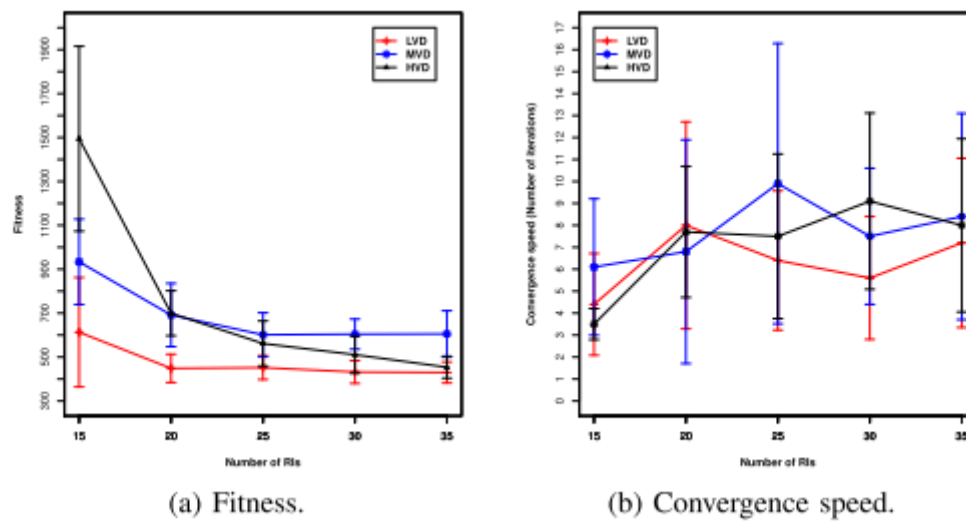 1900
1700
1500
1300
1100
900
700
500
300
Fitness
LVD
MVD
HVD
15 20 25 30 35
Number of RIs
(a) Fitness.
17
16
15
14
13
12
11
10
9
8
7
6
5
4
3
2
1
0
Convergence speed (Number of iterations)
LVD
MVD
HVD
15 20 25 30 35
Number of RIs
(b) Convergence speed.